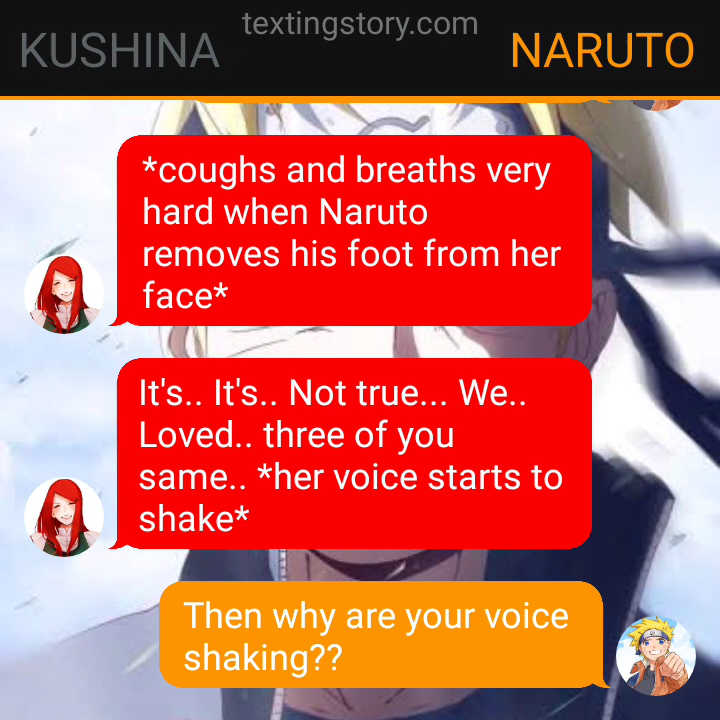 textingstory.com
KUSHINA
NARUTO
*coughs and breaths very
hard when Naruto
removes his foot from her
face*
It's.. It's.. Not true... We..
Loved.. three of you
same.. *her voice starts to
shake*
Then why are your voice
shaking??